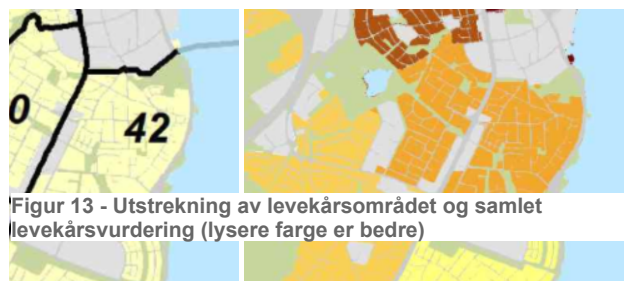 0
42
Figur 13 - Utstrekning av levekårsområdet og samlet
levekårsvurdering (lysere farge er bedre)